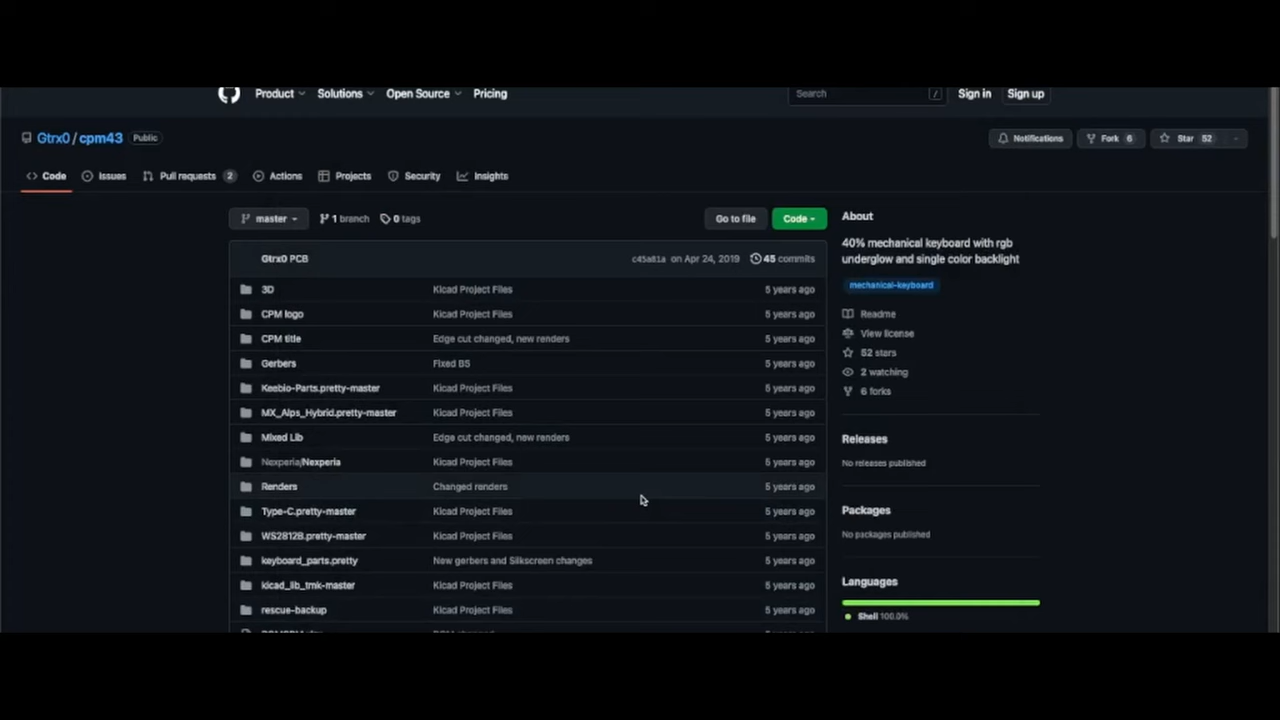 Product Solutions Open Source Pricing Search / Sign in Sign up
Gtrx0 / cpm43 Public Notifications Fork 6 Star 52
Code Issues Pull requests 2 Actions Projects Security Insights
master 1 branch 0 tags Go to file Code
Gtrx0 PCB c45a81a on Apr 24, 2019 45 commits
3D Kicad Project Files 5 years ago
CPM logo Kicad Project Files 5 years ago
CPM title Edge cut changed, new renders 5 years ago
Gerbers Fixed B5 5 years ago
Keebio-Parts.pretty-master Kicad Project Files 5 years ago
MX_Alps_Hybrid.pretty-master Kicad Project Files 5 years ago
Mixed Lib Edge cut changed, new renders 5 years ago
Nexperia/Nexperia Kicad Project Files 5 years ago
Renders Changed renders 5 years ago
Type-C.pretty-master Kicad Project Files 5 years ago
WS2812B.pretty-master Kicad Project Files 5 years ago
keyboard_parts.pretty New gerbers and Silkscreen changes 5 years ago
kicad_lib_tmk-master Kicad Project Files 5 years ago
rescue-backup Kicad Project Files 5 years ago
About
40% mechanical keyboard with rgb
underglow and single color backlight
mechanical-keyboard
Readme
View license
52 stars
2 watching
6 forks
Releases
No releases published
Packages
No packages published
Languages
Shell 100.0%